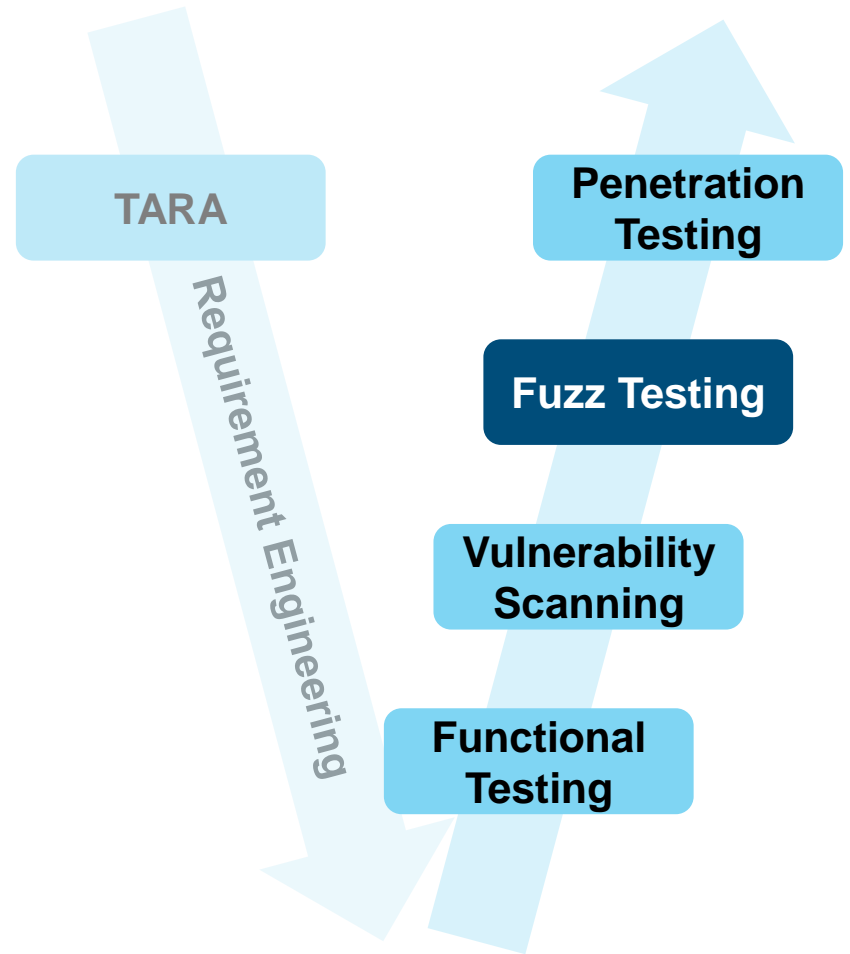 TARA
Requirement Engineering
Penetration
Testing
Fuzz Testing
Vulnerability
Scanning
Functional
Testing